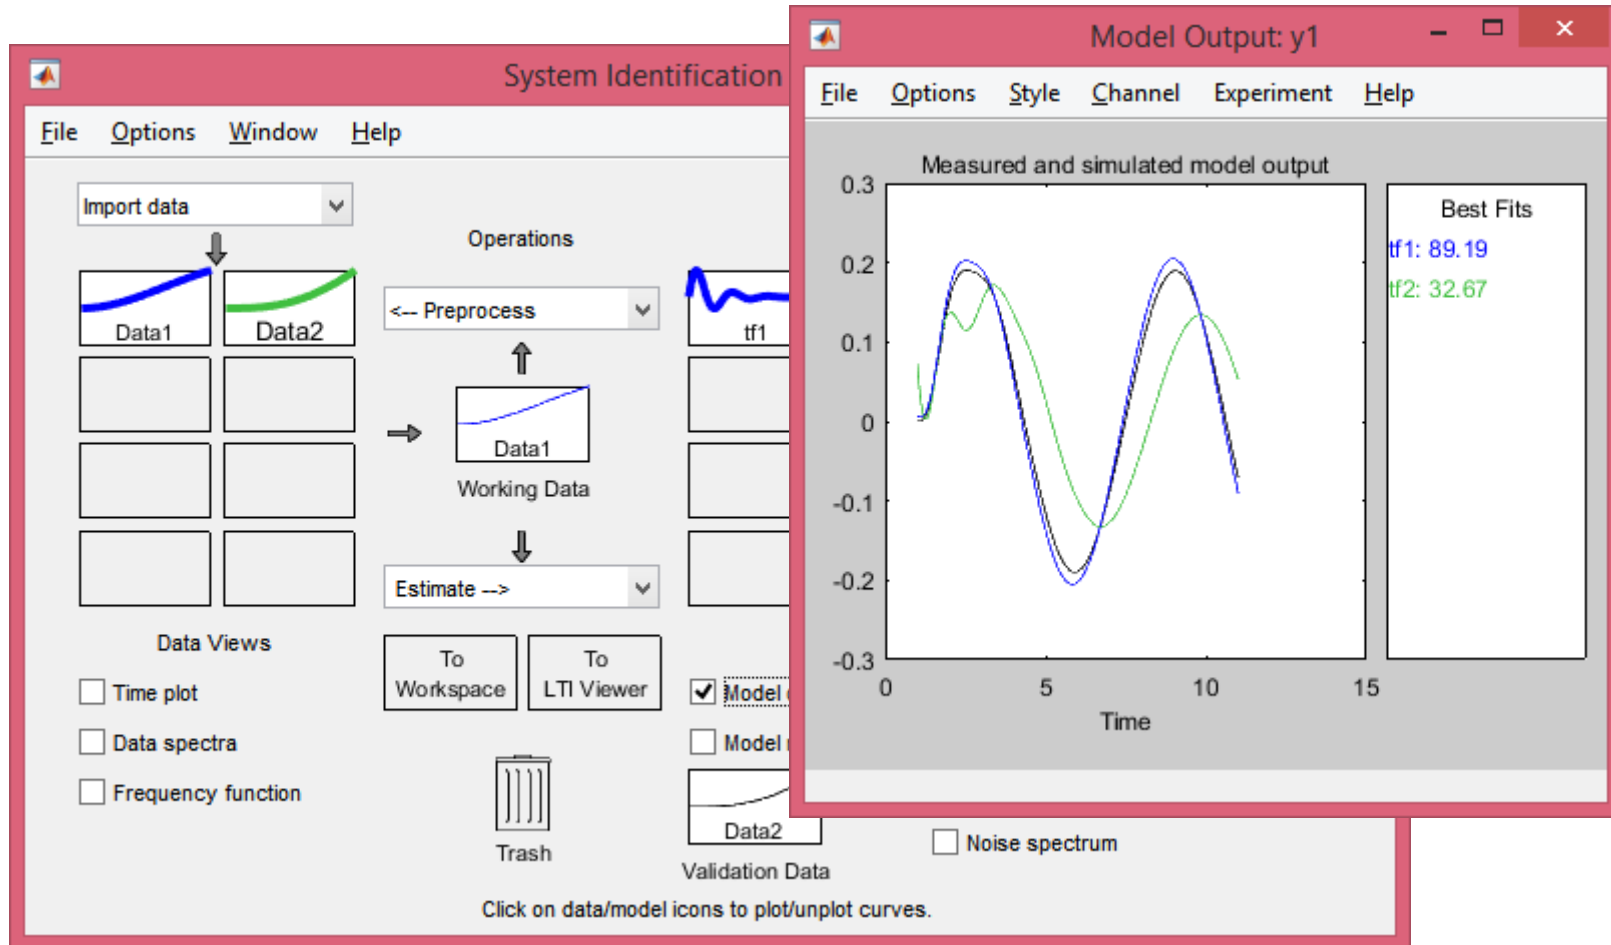 System Identification
File Options Window Help
Import data
Operations
Data1
Data2
<-- Preprocess
tf1
Data1
Working Data
Estimate -->
Data Views
To
Workspace
To
LTI Viewer
Time plot
Model
Data spectra
Model
Frequency function
Trash
Data2
Noise spectrum
Validation Data
Click on data/model icons to plot/unplot curves.
Model Output: y1
File Options Style Channel Experiment Help
Measured and simulated model output
0.3
0.2
0.1
0
-0.1
-0.2
-0.3
0 5 10 15
Time
Best Fits
tf1: 89.19
tf2: 32.67